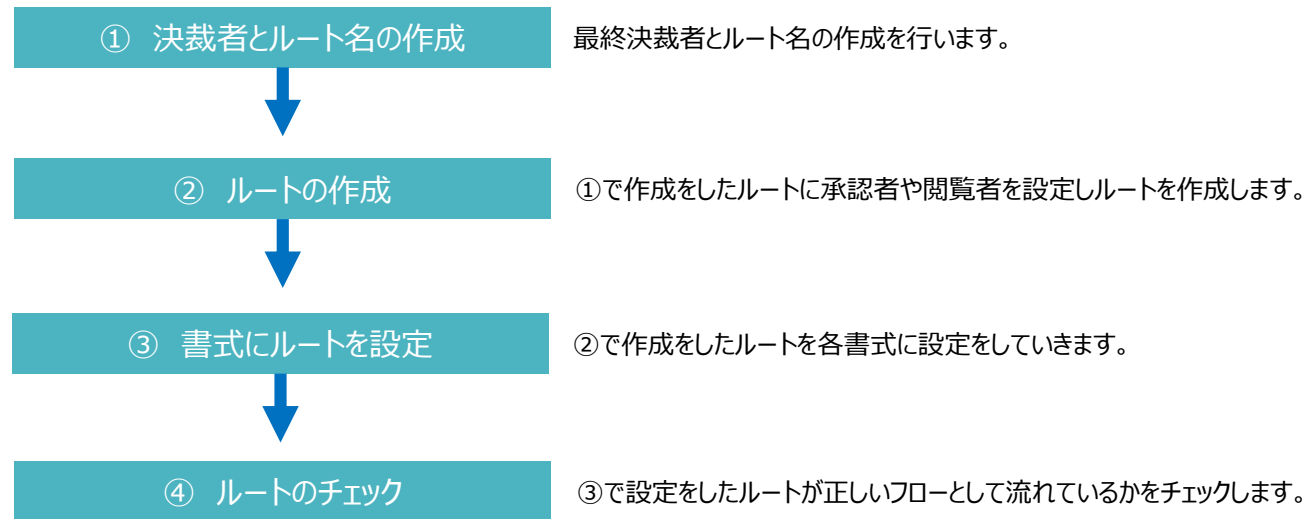 ① 決裁者とルート名の作成
最終決裁者とルート名の作成を行います。
② ルートの作成
①で作成をしたルートに承認者や閲覧者を設定しルートを作成します。
③ 書式にルートを設定
②で作成をしたルートを各書式に設定をしていきます。
④ ルートのチェック
③で設定をしたルートが正しいフローとして流れているかをチェックします。